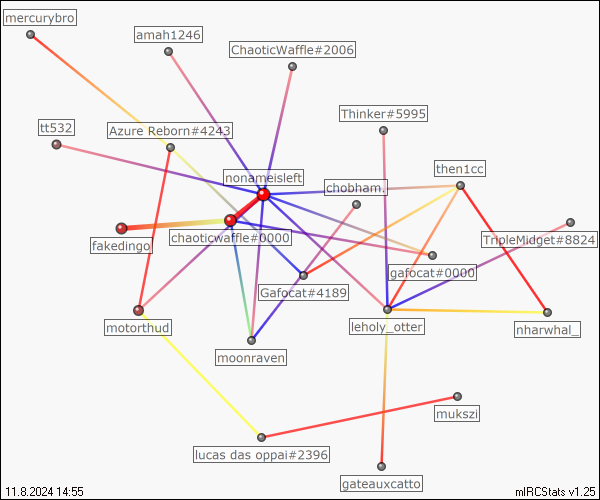 mercurybro
amah1246
ChaoticWaffle#2006
Thinker#5995
tt532
Azure Reborn#4243
then1cc
nonameisleft
chobham.
fakedingo
chaoticwaffle#0000
TripleMidget#8824
gafocat#0000
Gafocat#4189
motorthud
leholy_otter
nharwhal_
moonraven
mukszi
lucas das oppai#2396
gateauxcatto
11.8.2024 14:55
mIRCStats v1.25